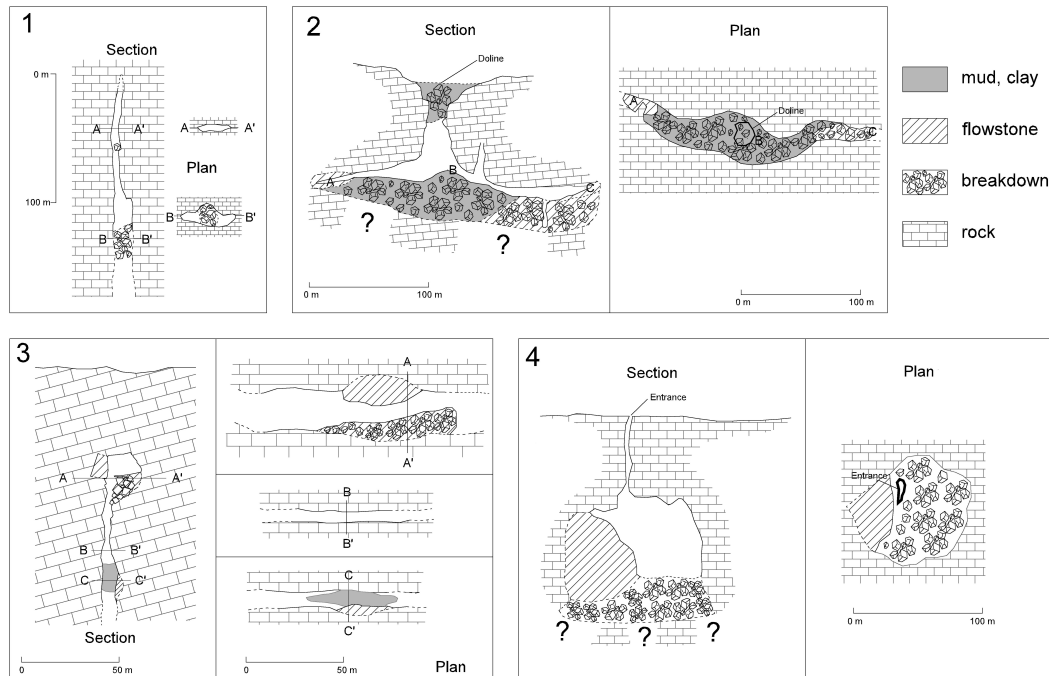 1
Section
0 m
A A'
A A'
Plan
100 m
B B'
B B'
2
Section
Plan
Doline
A
B
C
?
?
0 m 100 m
A
Doline
B
C
0 m 100 m
mud, clay
flowstone
breakdown
rock
3
A A'
B B'
C C'
Section
0 50 m
A
A'
B
B'
C
C'
0 50 m
Plan
4
Section
Entrance
? ? ?
Plan
Entrance
0 m 100 m